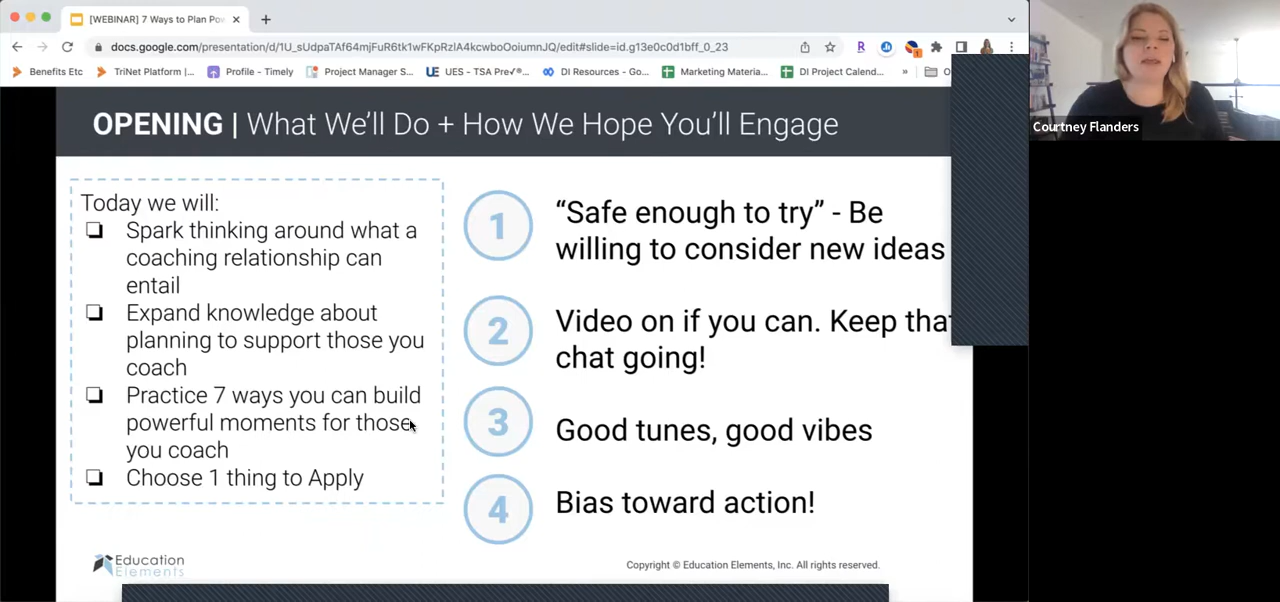 [WEBINAR] 7 Ways to Plan Po
docs.google.com/presentation/d/1U_sUdpaTAf64mjFuR6tk1wFKpRzlA4kcwboOoiumnJQ/edit#slide=id.g13e0c0d1bff_0_23
Benefits Etc
TriNet Platform |...
Profile - Timely
Project Manager S...
UES - TSA Pre✓®...
DI Resources - Go...
Marketing Materia...
DI Project Calend...
»
OPENING | What We'll Do + How We Hope You'll Engage
Today we will:
Spark thinking around what a
coaching relationship can
entail
Expand knowledge about
planning to support those you
coach
Practice 7 ways you can build
powerful moments for those
you coach
Choose 1 thing to Apply
1
“Safe enough to try” - Be
willing to consider new ideas
2
Video on if you can. Keep that
chat going!
3
Good tunes, good vibes
4
Bias toward action!
Education
Elements
Copyright © Education Elements, Inc. All rights reserved.
Courtney Flanders